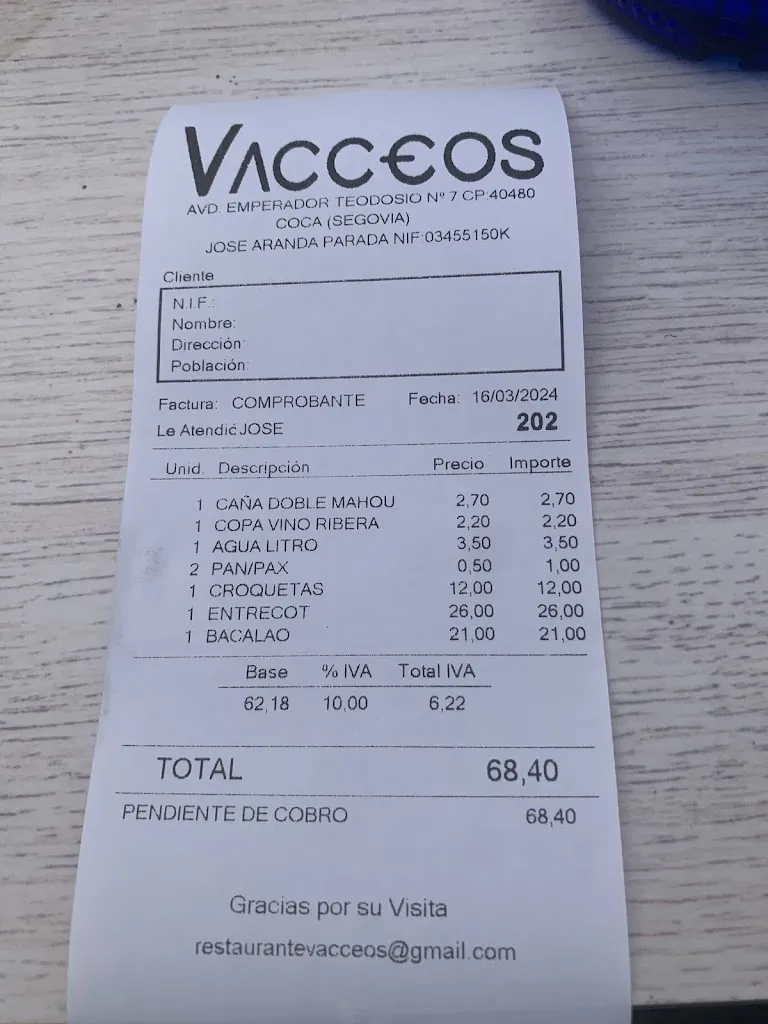 VACCEOS
AVD. EMPERADOR TEODOSIO Nº 7 CP:40480
COCA (SEGOVIA)
JOSE ARANDA PARADA NIF:03455150K
Cliente
N.I.F.:
Nombre:
Dirección:
Población:
Factura: COMPROBANTE Fecha: 16/03/2024
Le Atendió JOSE 202
Unid. Descripción Precio Importe
1 CAÑA DOBLE MAHOU 2,70 2,70
1 COPA VINO RIBERA 2,20 2,20
1 AGUA LITRO 3,50 3,50
2 PAN/PAX 0,50 1,00
1 CROQUETAS 12,00 12,00
1 ENTRECOT 26,00 26,00
1 BACALAO 21,00 21,00
Base % IVA Total IVA
62,18 10,00 6,22
TOTAL 68,40
PENDIENTE DE COBRO 68,40
Gracias por su Visita
restaurantevacceos@gmail.com